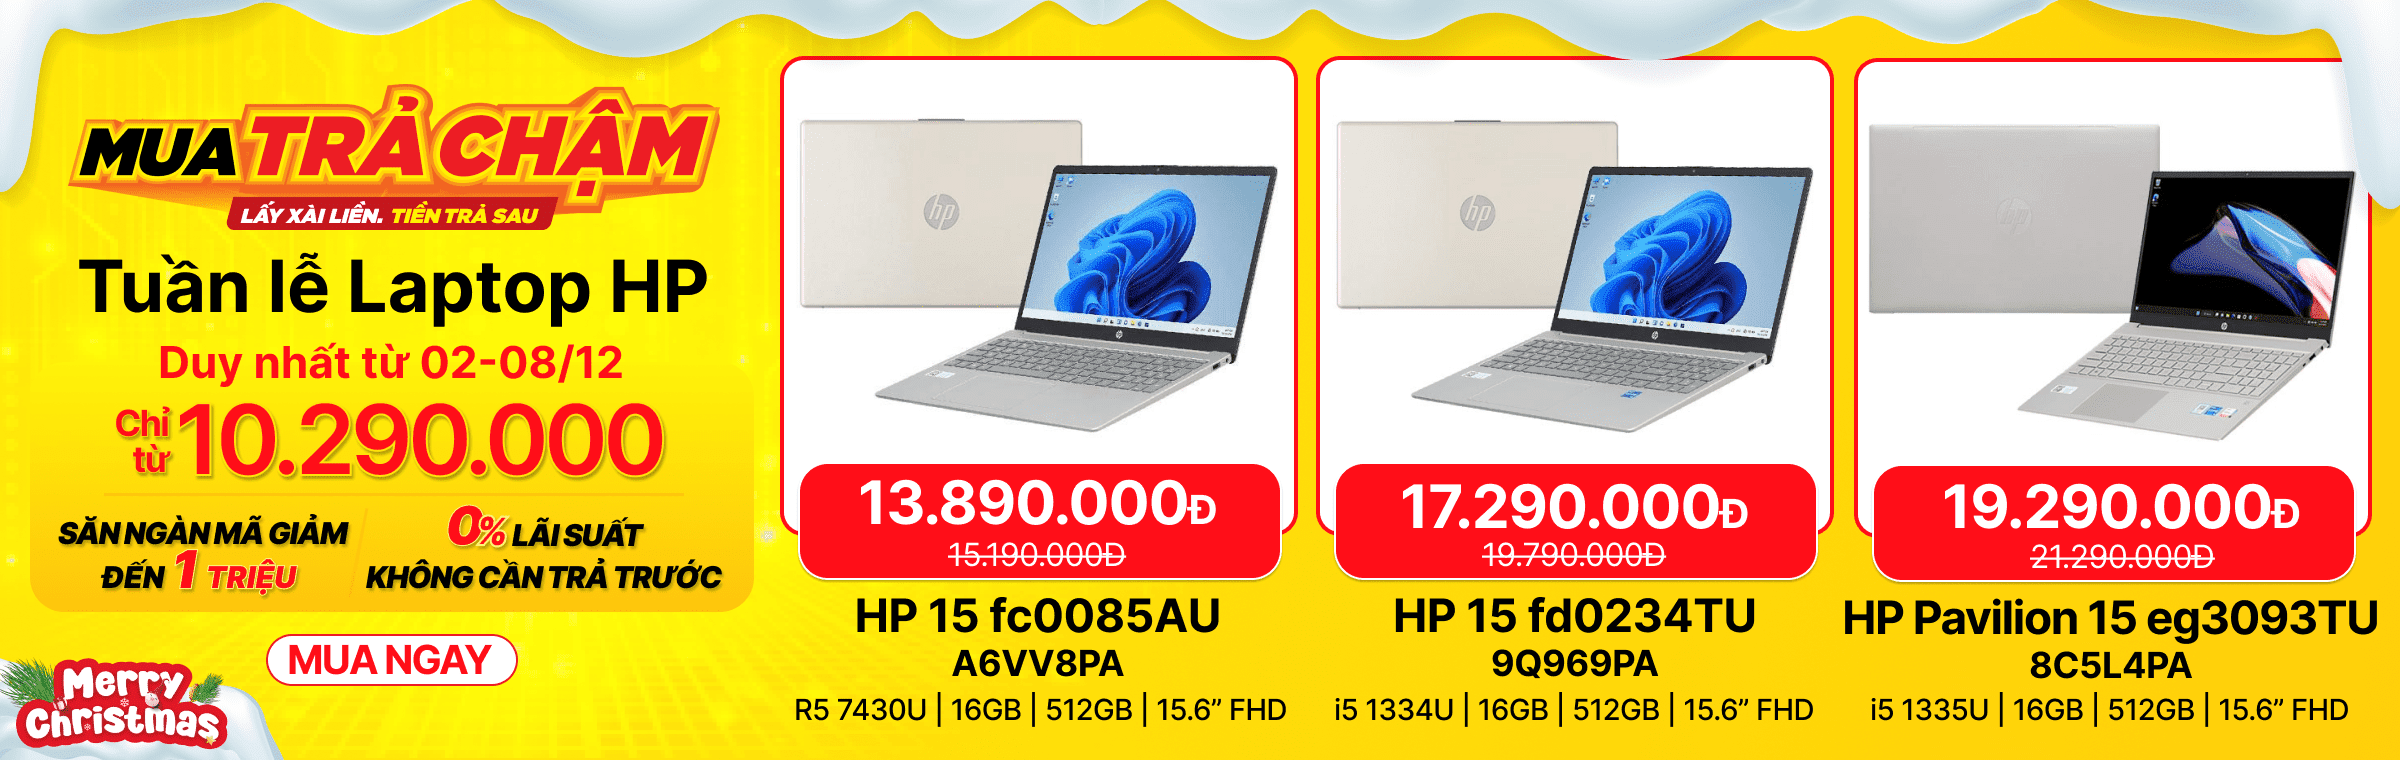 MUA TRẢ CHẬM
LẤY XÀI LIỀN. TIỀN TRẢ SAU
Tuần lễ Laptop HP
Duy nhất từ 02-08/12
Chỉ từ 10.290.000
SĂN NGÀN MÃ GIẢM
ĐẾN 1 TRIỆU
0% LÃI SUẤT
KHÔNG CẦN TRẢ TRƯỚC
MUA NGAY
Merry
Christmas
hp
13.890.000Đ
15.190.000Đ
HP 15 fc0085AU
A6VV8PA
R5 7430U | 16GB | 512GB | 15.6” FHD
hp
17.290.000Đ
19.790.000Đ
HP 15 fd0234TU
9Q969PA
i5 1334U | 16GB | 512GB | 15.6” FHD
hp
19.290.000Đ
21.290.000Đ
HP Pavilion 15 eg3093TU
8C5L4PA
i5 1335U | 16GB | 512GB | 15.6” FHD